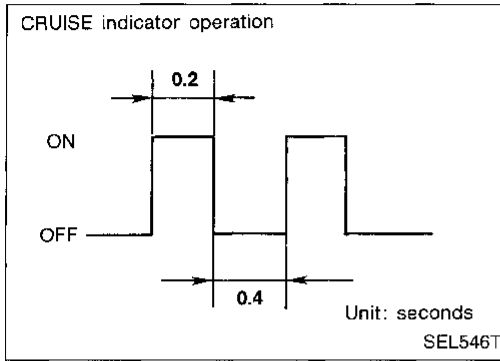 CRUISE indicator operation
0.2
ON
OFF
0.4
Unit: seconds
SEL546T